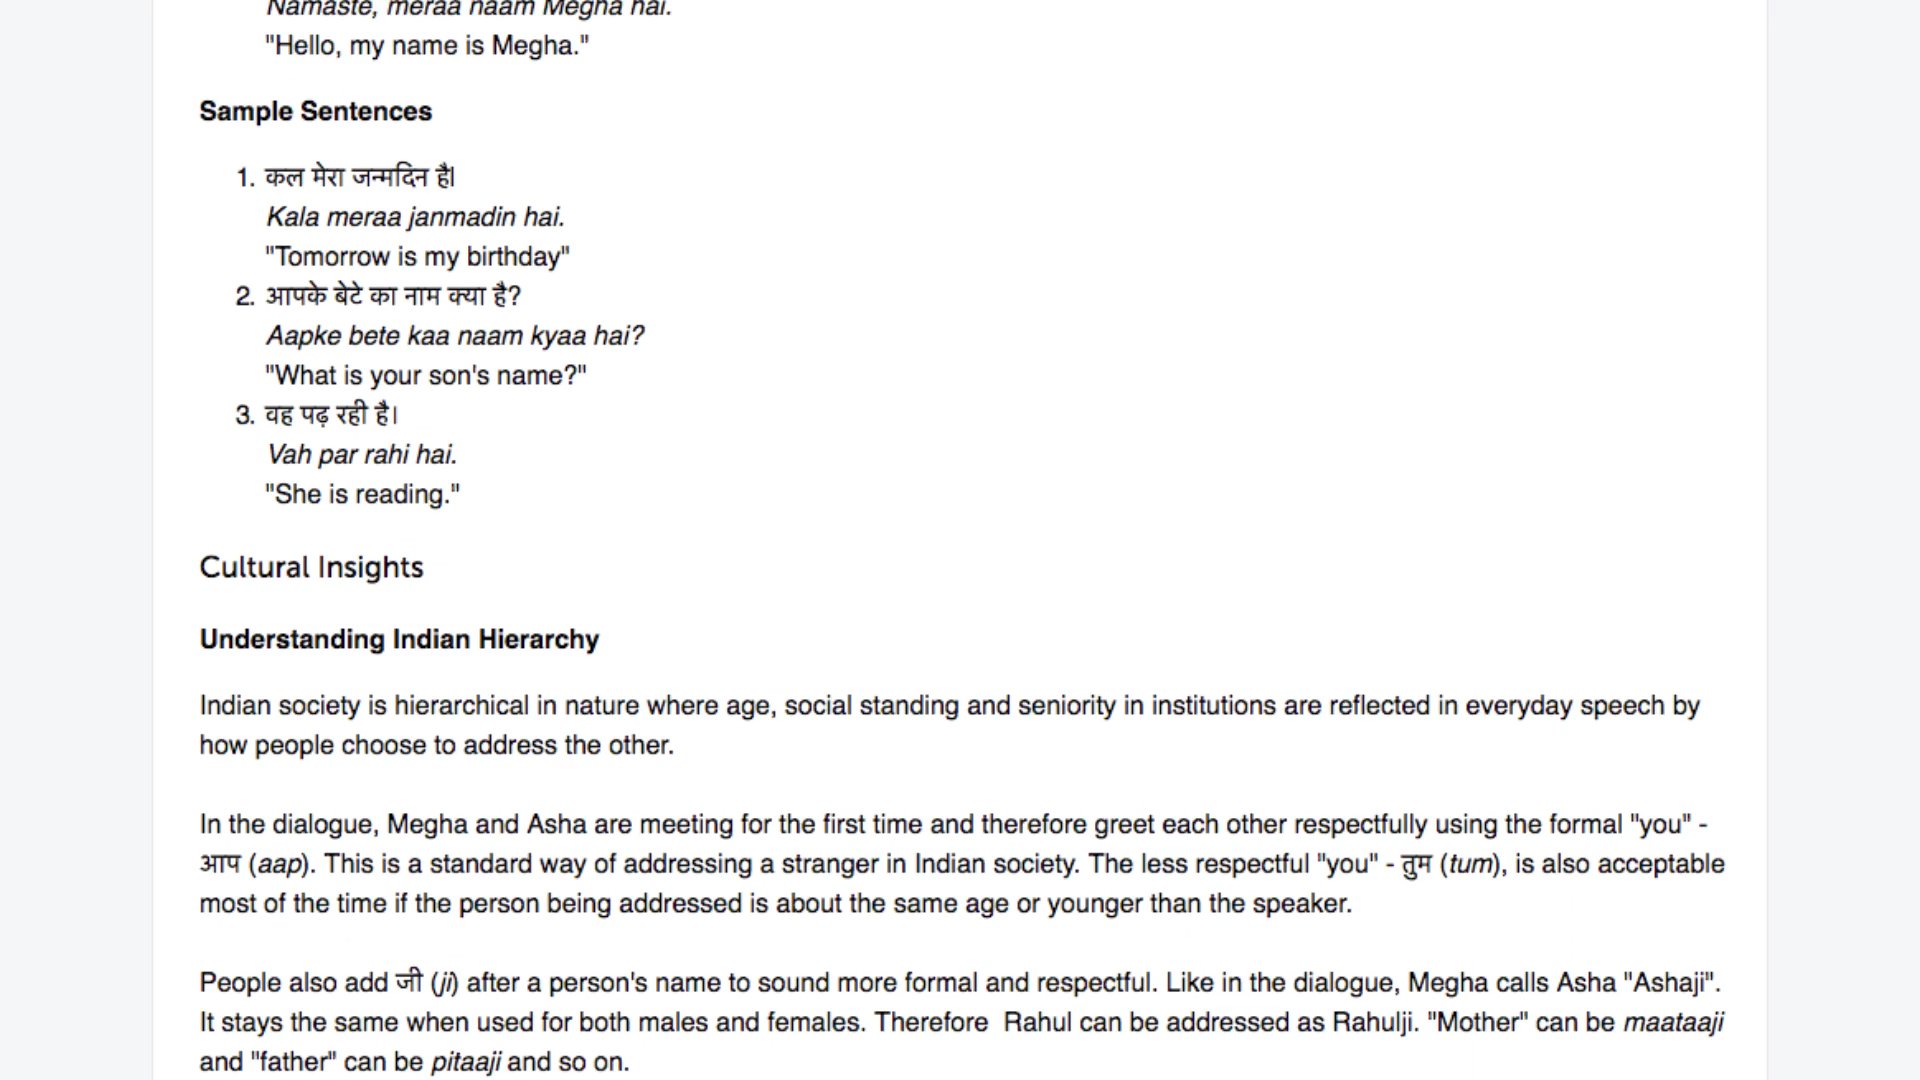 Namaste, meraa naam Megha hai.
"Hello, my name is Megha."
Sample Sentences
1. कल मेरा जन्मदिन है।
Kala meraa janmadin hai.
"Tomorrow is my birthday"
2. आपके बेटे का नाम क्या है?
Aapke bete kaa naam kyaa hai?
"What is your son's name?"
3. वह पढ़ रही है।
Vah par rahi hai.
"She is reading."
Cultural Insights
Understanding Indian Hierarchy
Indian society is hierarchical in nature where age, social standing and seniority in institutions are reflected in everyday speech by
how people choose to address the other.
In the dialogue, Megha and Asha are meeting for the first time and therefore greet each other respectfully using the formal "you" -
आप (aap). This is a standard way of addressing a stranger in Indian society. The less respectful "you" - तुम (tum), is also acceptable
most of the time if the person being addressed is about the same age or younger than the speaker.
People also add जी (ji) after a person's name to sound more formal and respectful. Like in the dialogue, Megha calls Asha "Ashaji".
It stays the same when used for both males and females. Therefore  Rahul can be addressed as Rahulji. "Mother" can be maataaji
and "father" can be pitaaji and so on.